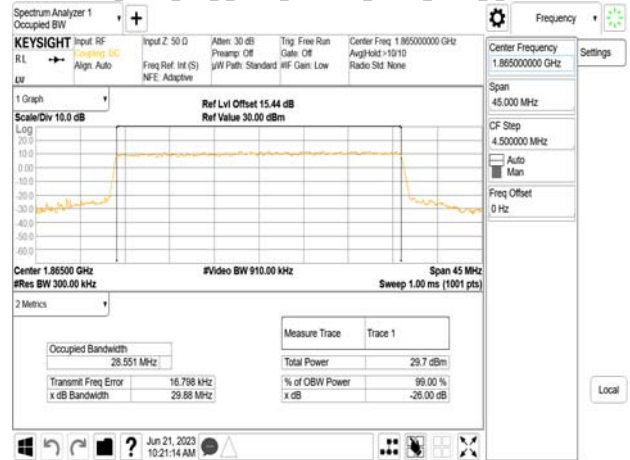 Spectrum Analyzer 1
Occupied BW
Frequency
KEYSIGHT
RL
Input: RF
Coupling: DC
Align: Auto
Input Z: 50 Ω
Freq Ref: Int (S)
NFE: Adaptive
Atten: 30 dB
Preamp: Off
µW Path: Standard
Trig: Free Run
Gate: Off
#IF Gain: Low
Center Freq: 1.865000000 GHz
Avg|Hold:>10/10
Radio Std: None
Center Frequency
1.865000000 GHz
Settings
Span
45.000 MHz
CF Step
4.500000 MHz
Auto
Man
Freq Offset
0 Hz
1 Graph
Scale/Div 10.0 dB
Ref Lvl Offset 15.44 dB
Ref Value 30.00 dBm
Log
20.0
10.0
0.00
-10.0
-20.0
-30.0
-40.0
-50.0
-60.0
Center 1.86500 GHz
#Video BW 910.00 kHz
Span 45 MHz
#Res BW 300.00 kHz
Sweep 1.00 ms (1001 pts)
2 Metrics
Measure Trace
Trace 1
Occupied Bandwidth
28.551 MHz
Total Power
29.7 dBm
Transmit Freq Error
16.798 kHz
% of OBW Power
99.00 %
x dB Bandwidth
29.88 MHz
x dB
-26.00 dB
Local
Jun 21, 2023
10:21:14 AM